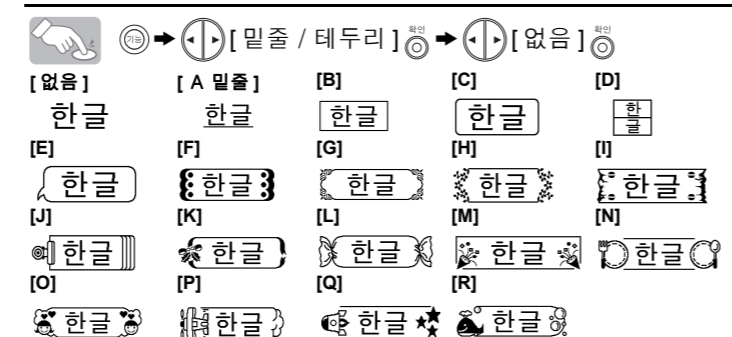 기능 [ 밑줄 / 테두리 ] 확인 [ 없음 ] 확인
[ 없음 ] [ A 밑줄 ] [B] [C] [D]
한글 한글 한글 한글 한글
[E] [F] [G] [H] [I]
한글 한글 한글 한글 한글
[J] [K] [L] [M] [N]
한글 한글 한글 한글 한글
[O] [P] [Q] [R]
한글 한글 한글 한글